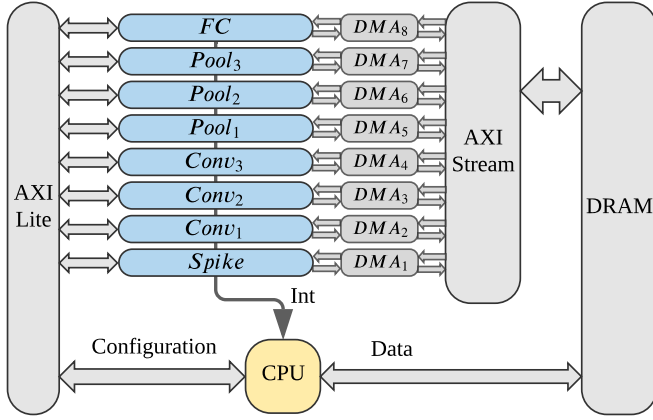 FC
DMA₈
Pool₃
DMA₇
Pool₂
DMA₆
Pool₁
DMA₅
Conv₃
DMA₄
Conv₂
DMA₃
Conv₁
DMA₂
Spike
DMA₁
AXI
Lite
AXI
Stream
DRAM
Int
Configuration
CPU
Data